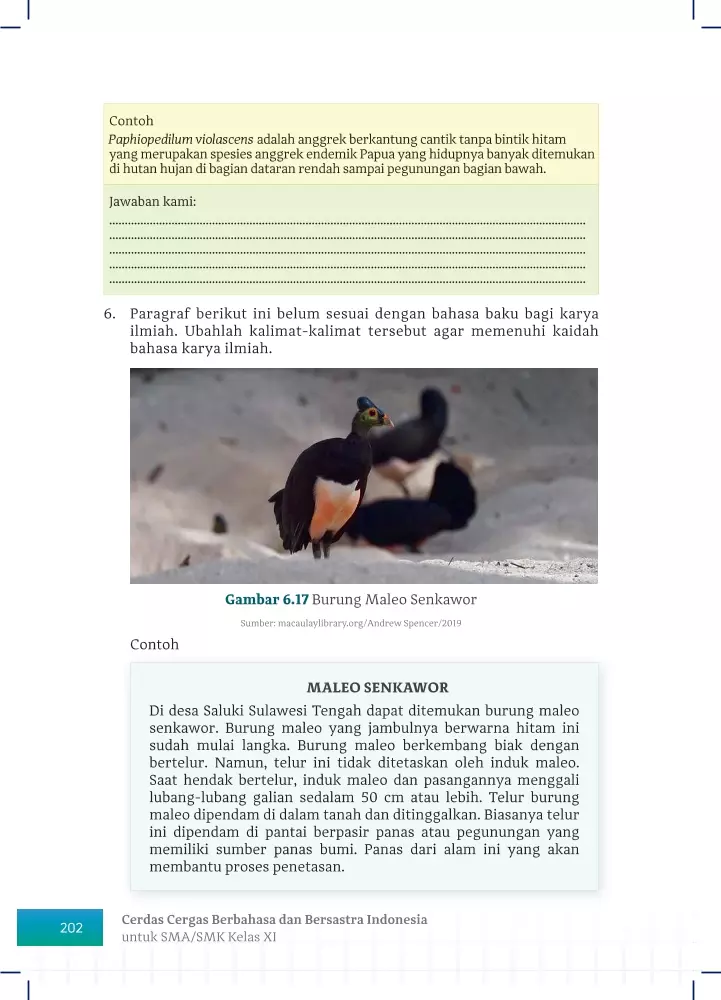 Contoh
Paphiopedilum violascens adalah anggrek berkantung cantik tanpa bintik hitam
yang merupakan spesies anggrek endemik Papua yang hidupnya banyak ditemukan
di hutan hujan di bagian dataran rendah sampai pegunungan bagian bawah.
Jawaban kami:
6. Paragraf berikut ini belum sesuai dengan bahasa baku bagi karya
ilmiah. Ubahlah kalimat-kalimat tersebut agar memenuhi kaidah
bahasa karya ilmiah.
Gambar 6.17 Burung Maleo Senkawor
Sumber: macaulaylibrary.org/Andrew Spencer/2019
Contoh
MALEO SENKAWOR
Di desa Saluki Sulawesi Tengah dapat ditemukan burung maleo
senkawor. Burung maleo yang jambulnya berwarna hitam ini
sudah mulai langka. Burung maleo berkembang biak dengan
bertelur. Namun, telur ini tidak ditetaskan oleh induk maleo.
Saat hendak bertelur, induk maleo dan pasangannya menggali
lubang-lubang galian sedalam 50 cm atau lebih. Telur burung
maleo dipendam di dalam tanah dan ditinggalkan. Biasanya telur
ini dipendam di pantai berpasir panas atau pegunungan yang
memiliki sumber panas bumi. Panas dari alam ini yang akan
membantu proses penetasan.
202
Cerdas Cergas Berbahasa dan Bersastra Indonesia
untuk SMA/SMK Kelas XI